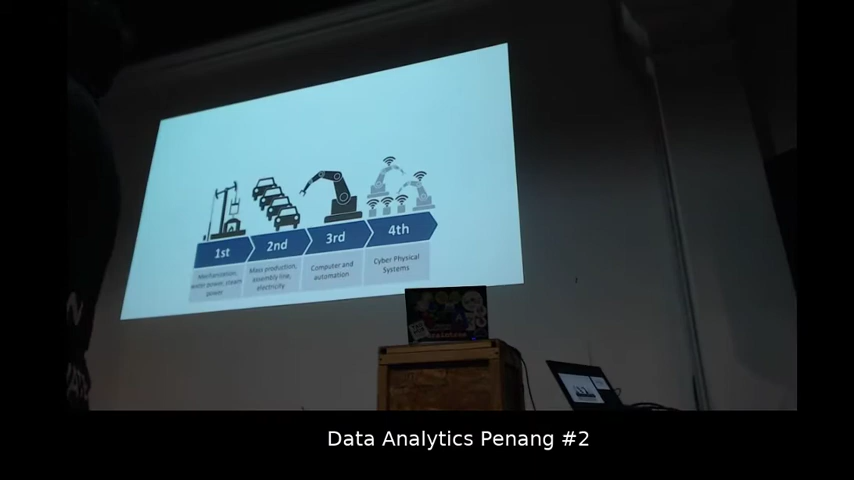 1st
2nd
3rd
4th
Mechanization, water power, steam power
Mass production, assembly line, electricity
Computer and automation
Cyber Physical Systems
Data Analytics Penang #2